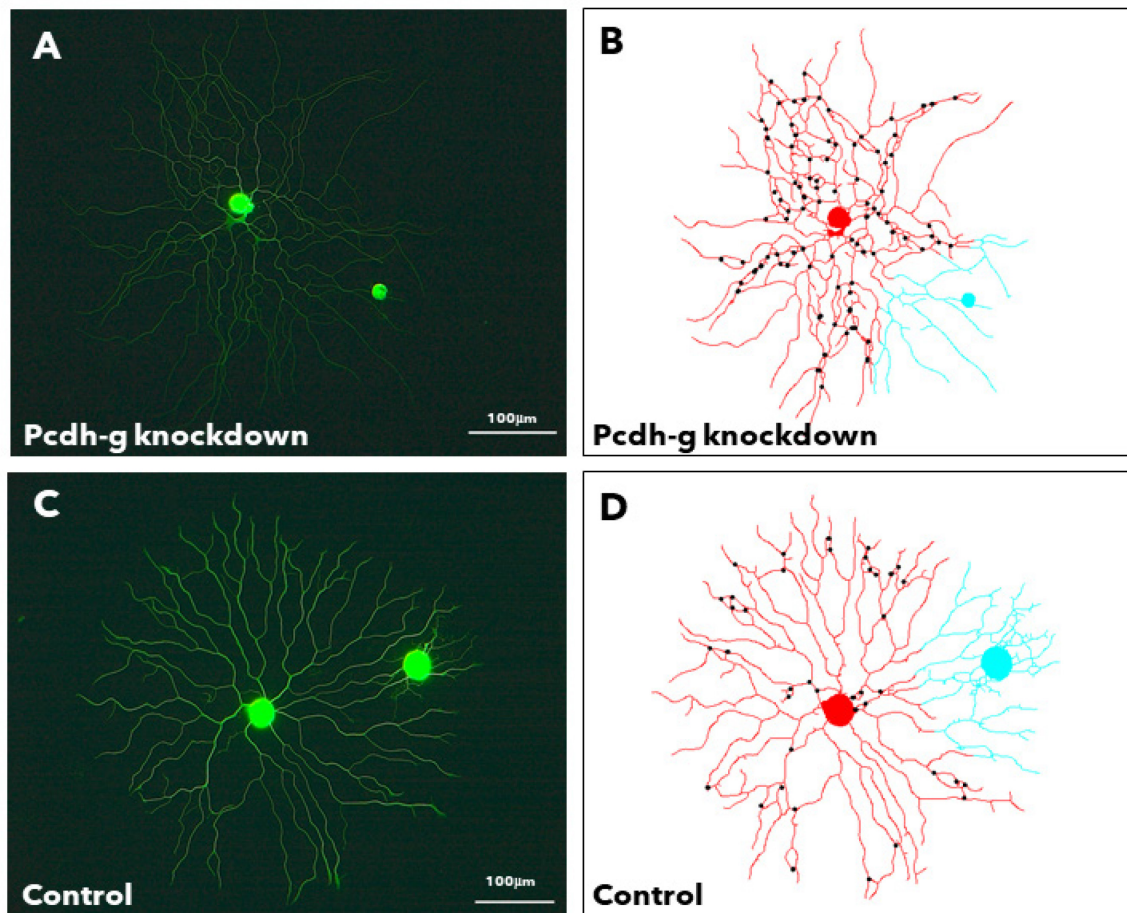 A
B
100µm
Pcdh-g knockdown
Pcdh-g knockdown
C
D
100µm
Control
Control